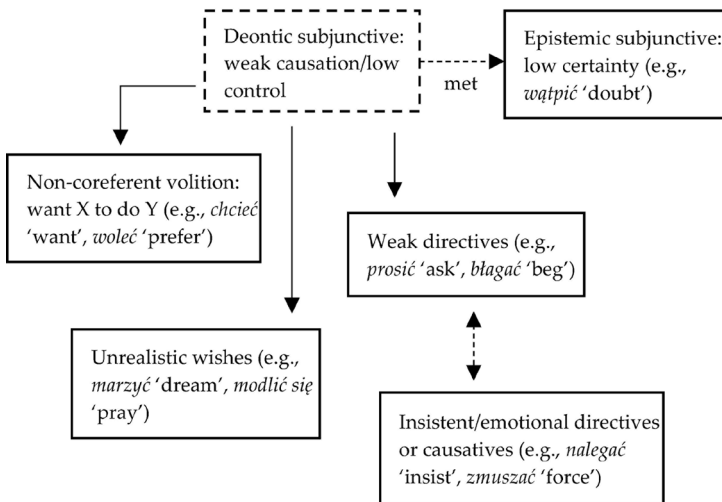 Deontic subjunctive:
weak causation/low
control
met
Epistemic subjunctive:
low certainty (e.g.,
wątpić ‘doubt’)
Non-coreferent volition:
want X to do Y (e.g., chcieć
‘want’, woleć ‘prefer’)
Weak directives (e.g.,
prosić ‘ask’, błagać ‘beg’)
Unrealistic wishes (e.g.,
marzyć ‘dream’, modlić się
‘pray’)
Insistent/emotional directives
or causatives (e.g., nalegać
‘insist’, zmuszać ‘force’)